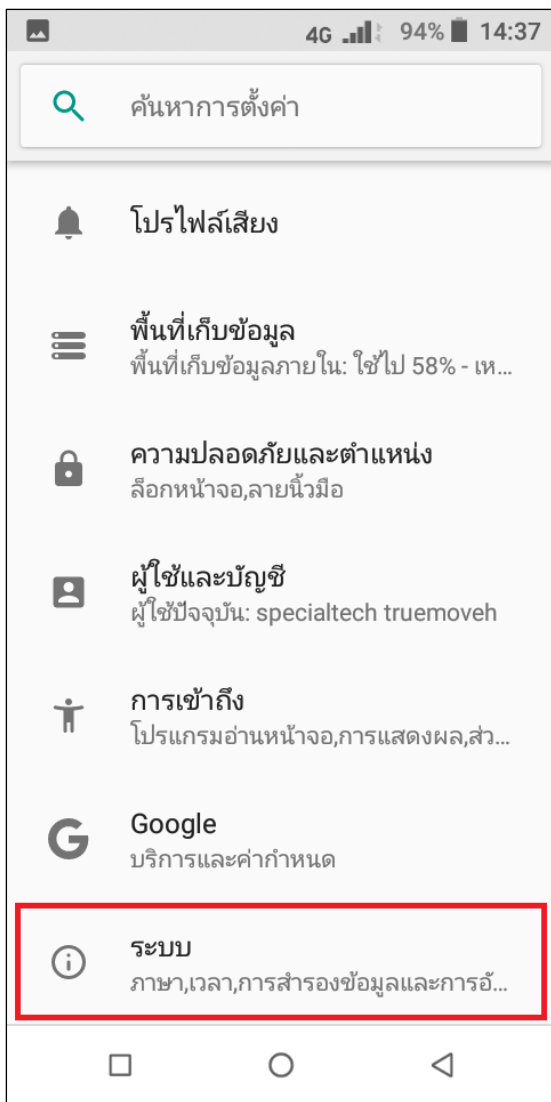 4G 94% 14:37
ค้นหาการตั้งค่า
โปรไฟล์เสียง
พื้นที่เก็บข้อมูล
พื้นที่เก็บข้อมูลภายใน: ใช้ไป 58% - เห...
ความปลอดภัยและตำแหน่ง
ล็อกหน้าจอ,ลายนิ้วมือ
ผู้ใช้และบัญชี
ผู้ใช้ปัจจุบัน: specialtech truemoveh
การเข้าถึง
โปรแกรมอ่านหน้าจอ,การแสดงผล,ส่ว...
Google
บริการและค่ากำหนด
ระบบ
ภาษา,เวลา,การสำรองข้อมูลและการอั...